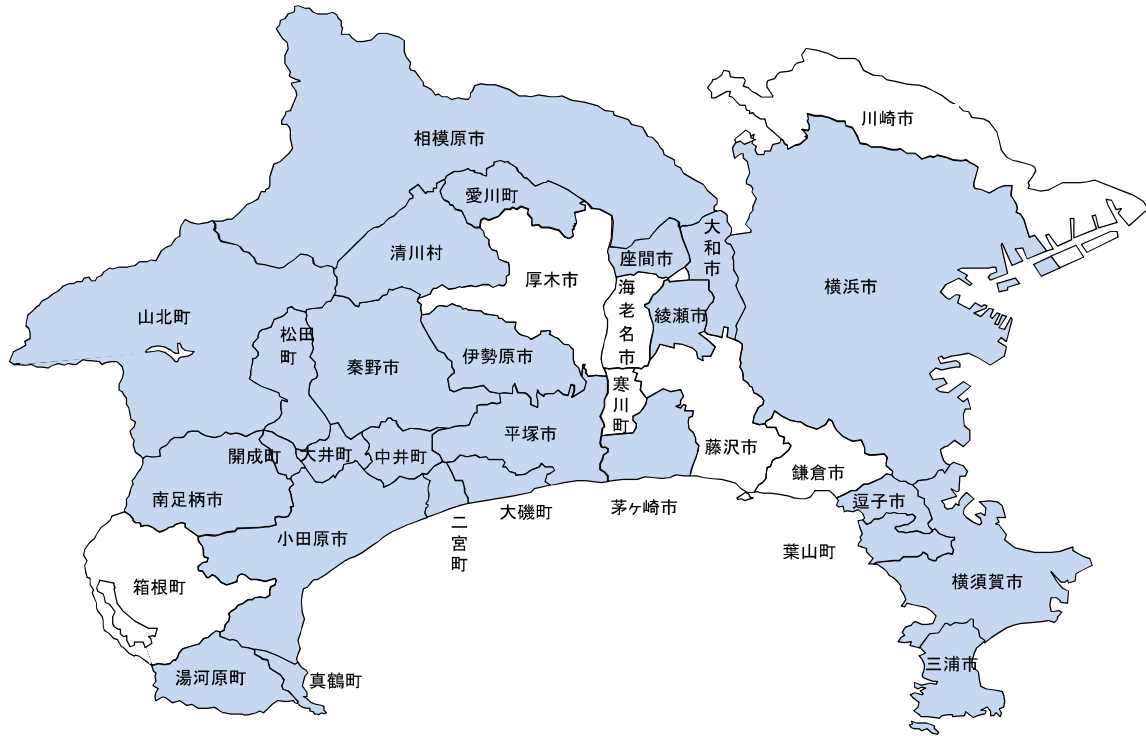 川崎市
相模原市
愛川町
大和市
清川村
座間市
厚木市
海老名市
横浜市
綾瀬市
山北町
松田町
伊勢原市
秦野市
寒川町
平塚市
藤沢市
開成町
大井町
中井町
鎌倉市
南足柄市
逗子市
大磯町
茅ヶ崎市
小田原市
二宮町
葉山町
箱根町
横須賀市
三浦市
湯河原町
真鶴町